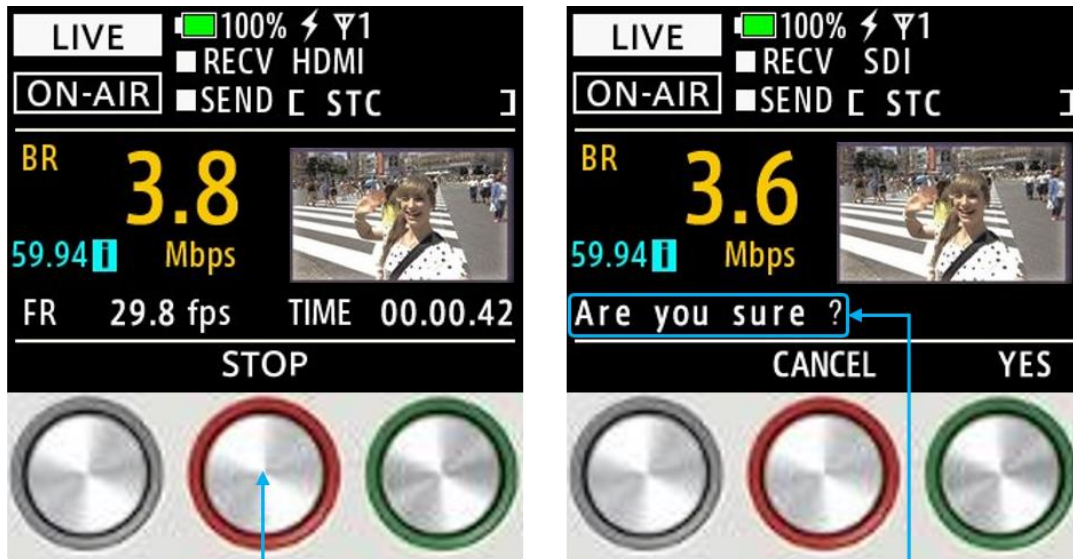 LIVE 100% 1
RECV HDMI
ON-AIR SEND [ STC ]
BR 3.8
59.94 i Mbps
FR 29.8 fps TIME 00.00.42
STOP
LIVE 100% 1
RECV SDI
ON-AIR SEND [ STC ]
BR 3.6
59.94 i Mbps
Are you sure ?
CANCEL YES